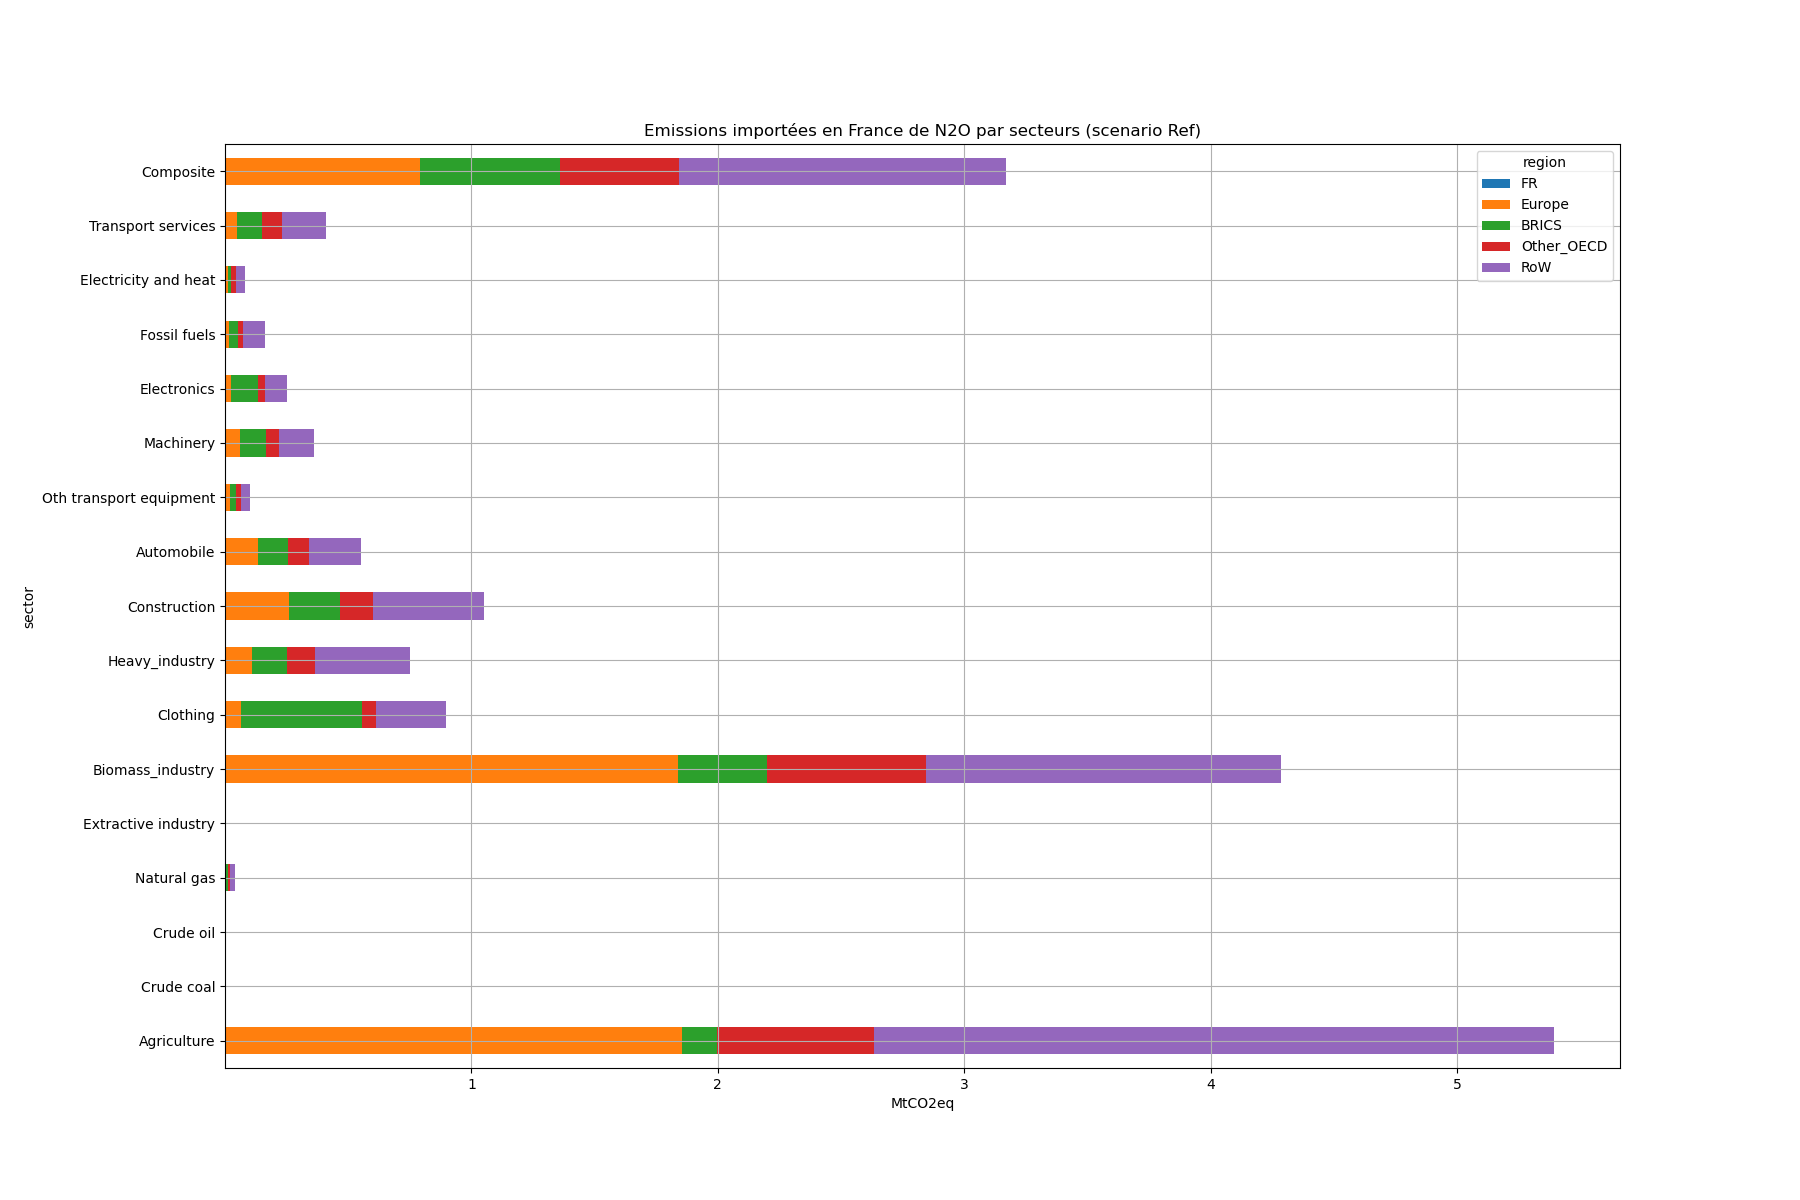 Emissions importées en France de N2O par secteurs (scenario Ref)
region
FR
Europe
BRICS
Other_OECD
RoW
Composite
Transport services
Electricity and heat
Fossil fuels
Electronics
Machinery
Oth transport equipment
Automobile
Construction
Heavy_industry
Clothing
Biomass_industry
Extractive industry
Natural gas
Crude oil
Crude coal
Agriculture
sector
1 2 3 4 5
MtCO2eq